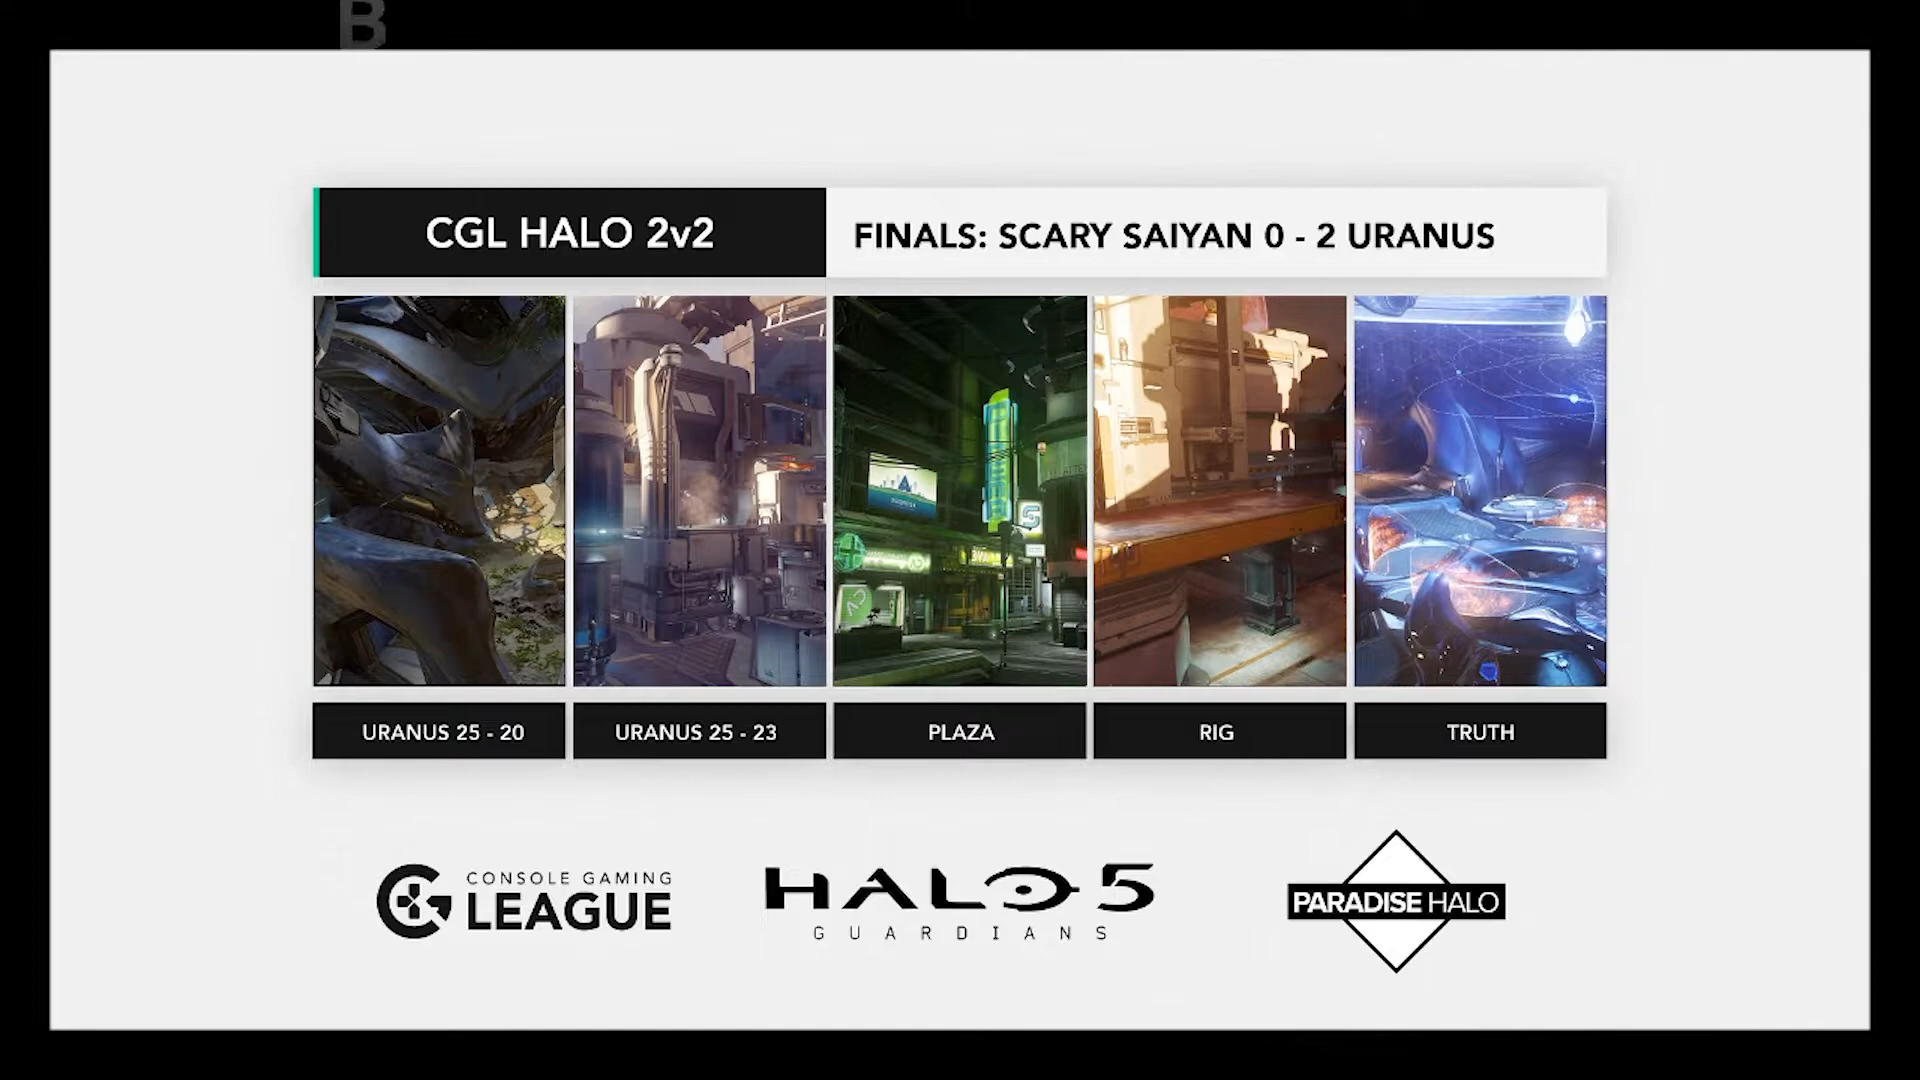 B
CGL HALO 2v2
FINALS: SCARY SAIYAN 0 - 2 URANUS
URANUS 25 - 20
URANUS 25 - 23
PLAZA
RIG
TRUTH
CONSOLE GAMING
LEAGUE
HALO 5
GUARDIANS
PARADISE HALO